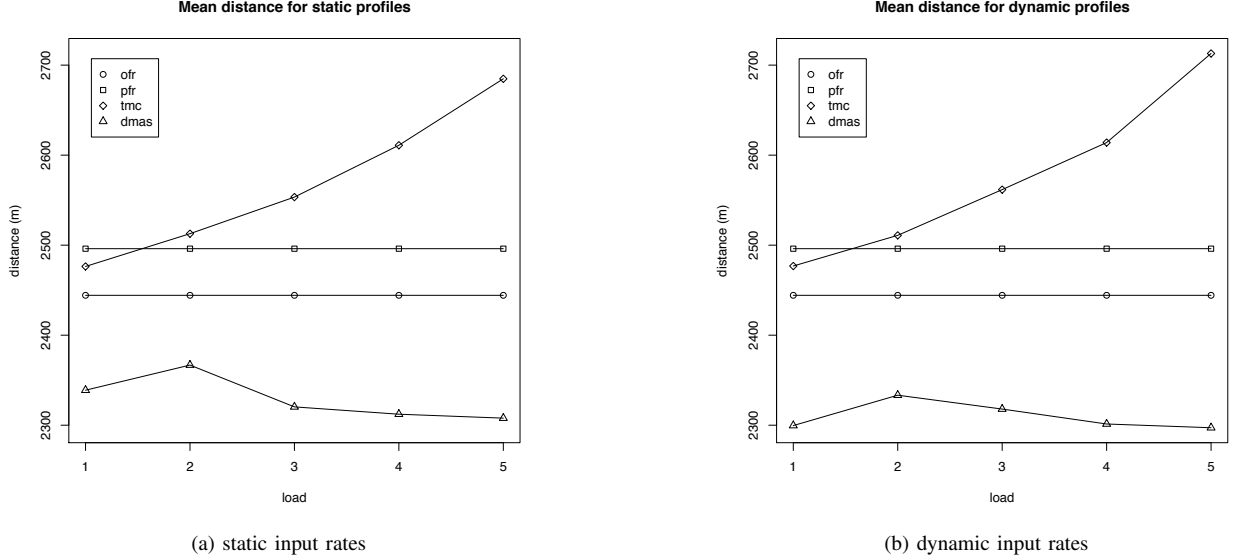 Mean distance for static profiles
ofr
pfr
tmc
dmas
2700
2600
2500
2400
2300
distance (m)
1 2 3 4 5
load
(a) static input rates
Mean distance for dynamic profiles
ofr
pfr
tmc
dmas
2700
2600
2500
2400
2300
distance (m)
1 2 3 4 5
load
(b) dynamic input rates